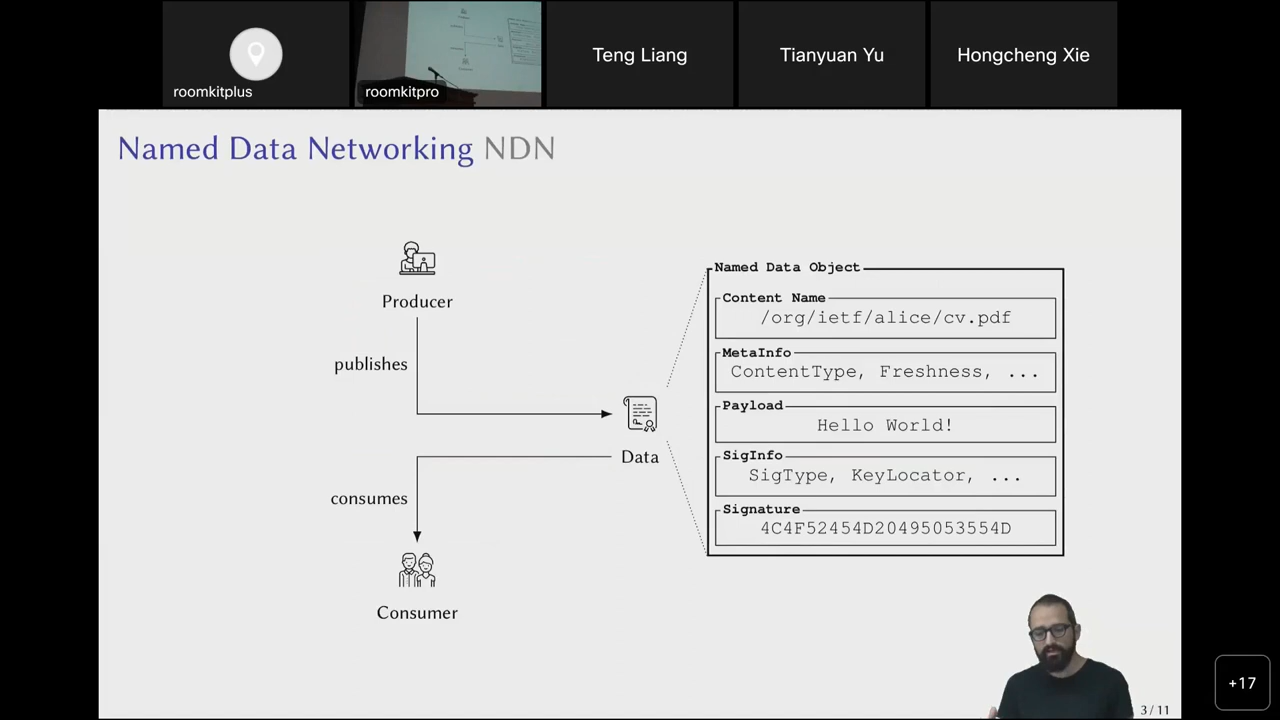 roomkitplus
roomkitpro
Teng Liang
Tianyuan Yu
Hongcheng Xie
Named Data Networking NDN
Producer
publishes
Data
consumes
Consumer
Named Data Object
Content Name
/org/ietf/alice/cv.pdf
MetaInfo
ContentType, Freshness, ...
Payload
Hello World!
SigInfo
SigType, KeyLocator, ...
Signature
4C4F52454D20495053554D
3 / 11
+17